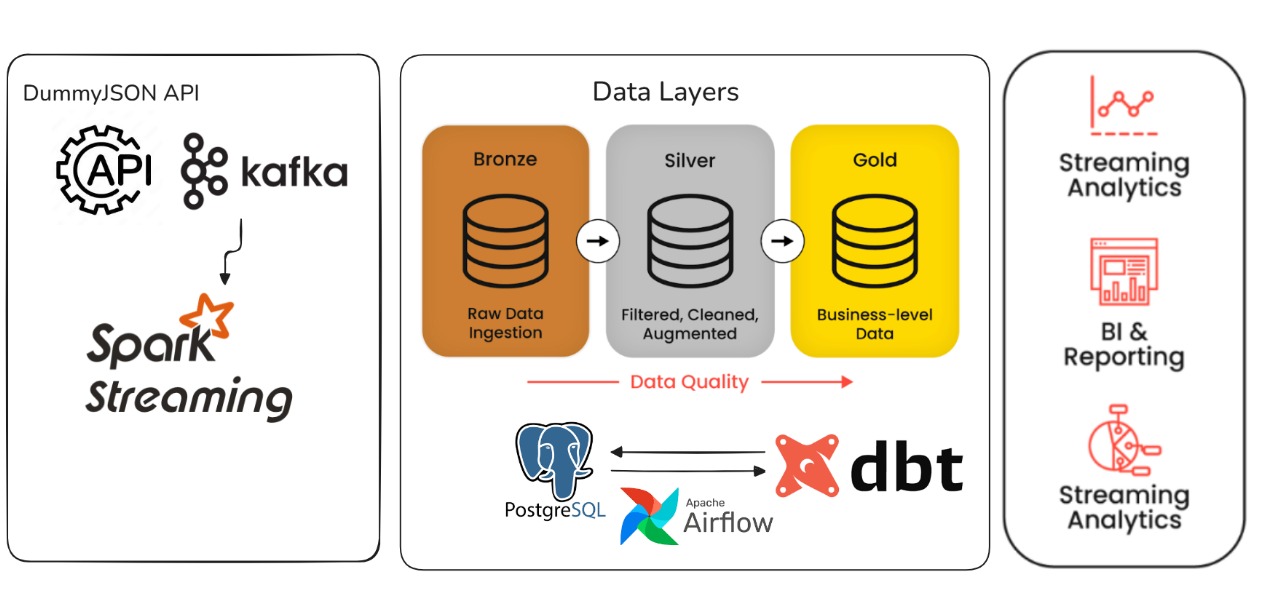 DummyJSON API
API
kafka
Spark
Streaming
Data Layers
Bronze
Raw Data
Ingestion
Silver
Filtered, Cleaned,
Augmented
Gold
Business-level
Data
Data Quality
PostgreSQL
Apache
Airflow
dbt
Streaming
Analytics
BI &
Reporting
Streaming
Analytics